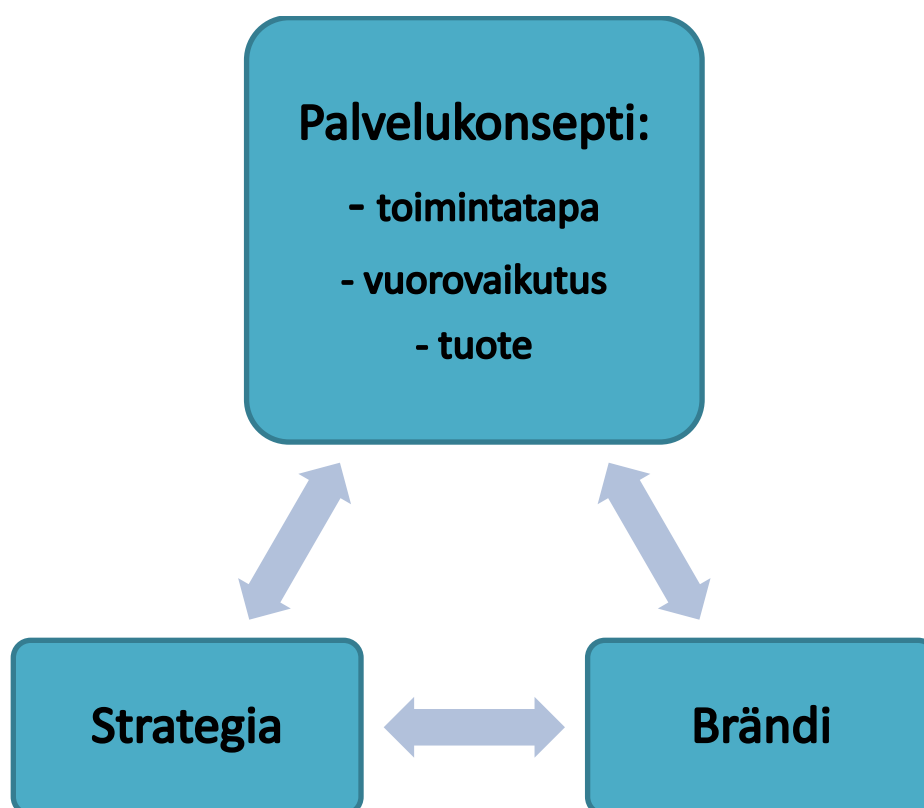 Palvelukonsepti:
- toimintatapa
- vuorovaikutus
- tuote
Strategia
Brändi